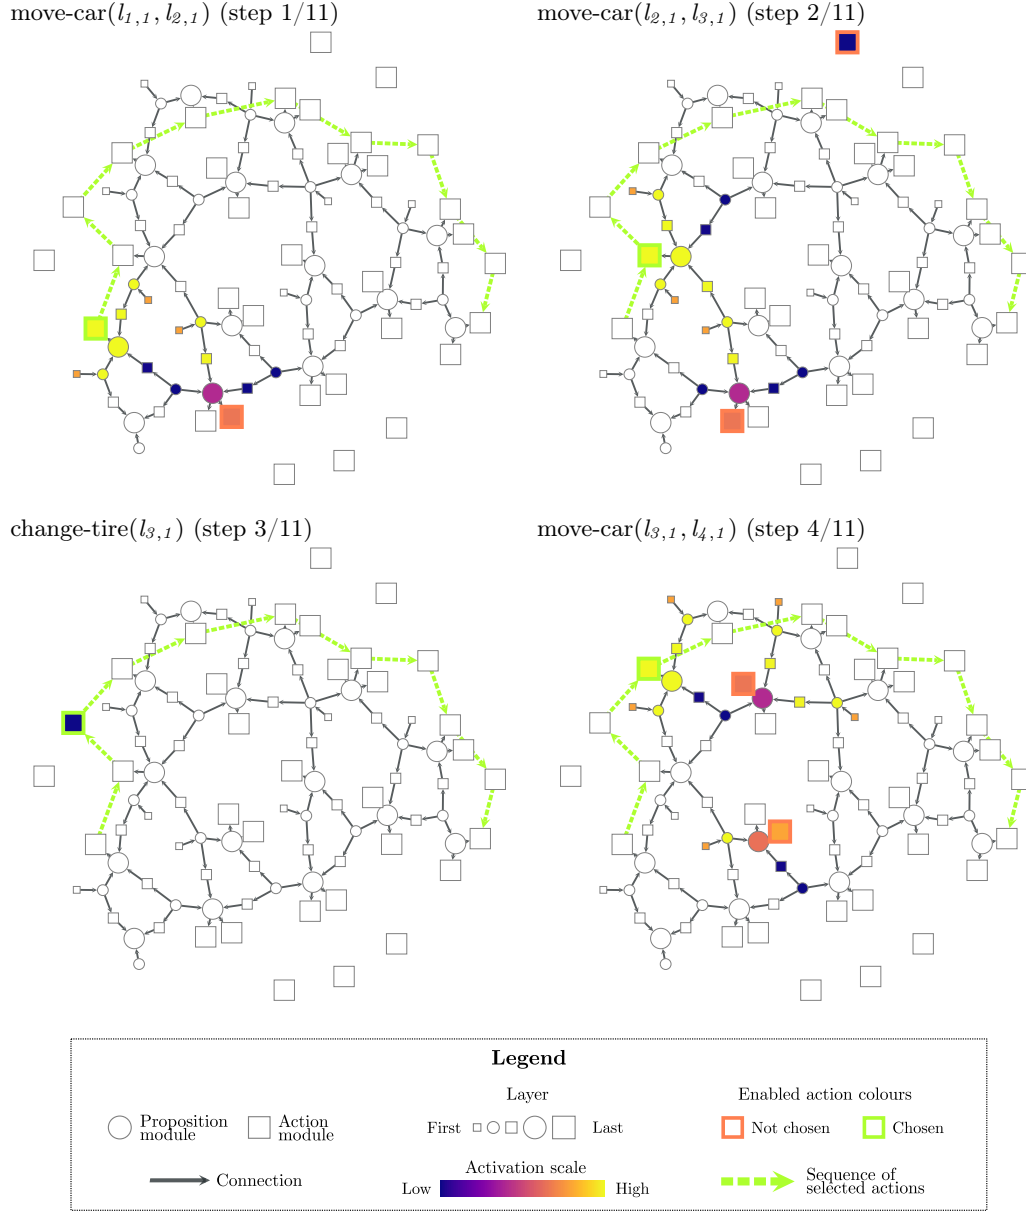 move-car(l1,1, l2,1) (step 1/11)
move-car(l2,1, l3,1) (step 2/11)
change-tire(l3,1) (step 3/11)
move-car(l3,1, l4,1) (step 4/11)
Legend
Proposition
module
Action
module
Connection
Layer
First
Last
Activation scale
Low
High
Enabled action colours
Not chosen
Chosen
Sequence of
selected actions